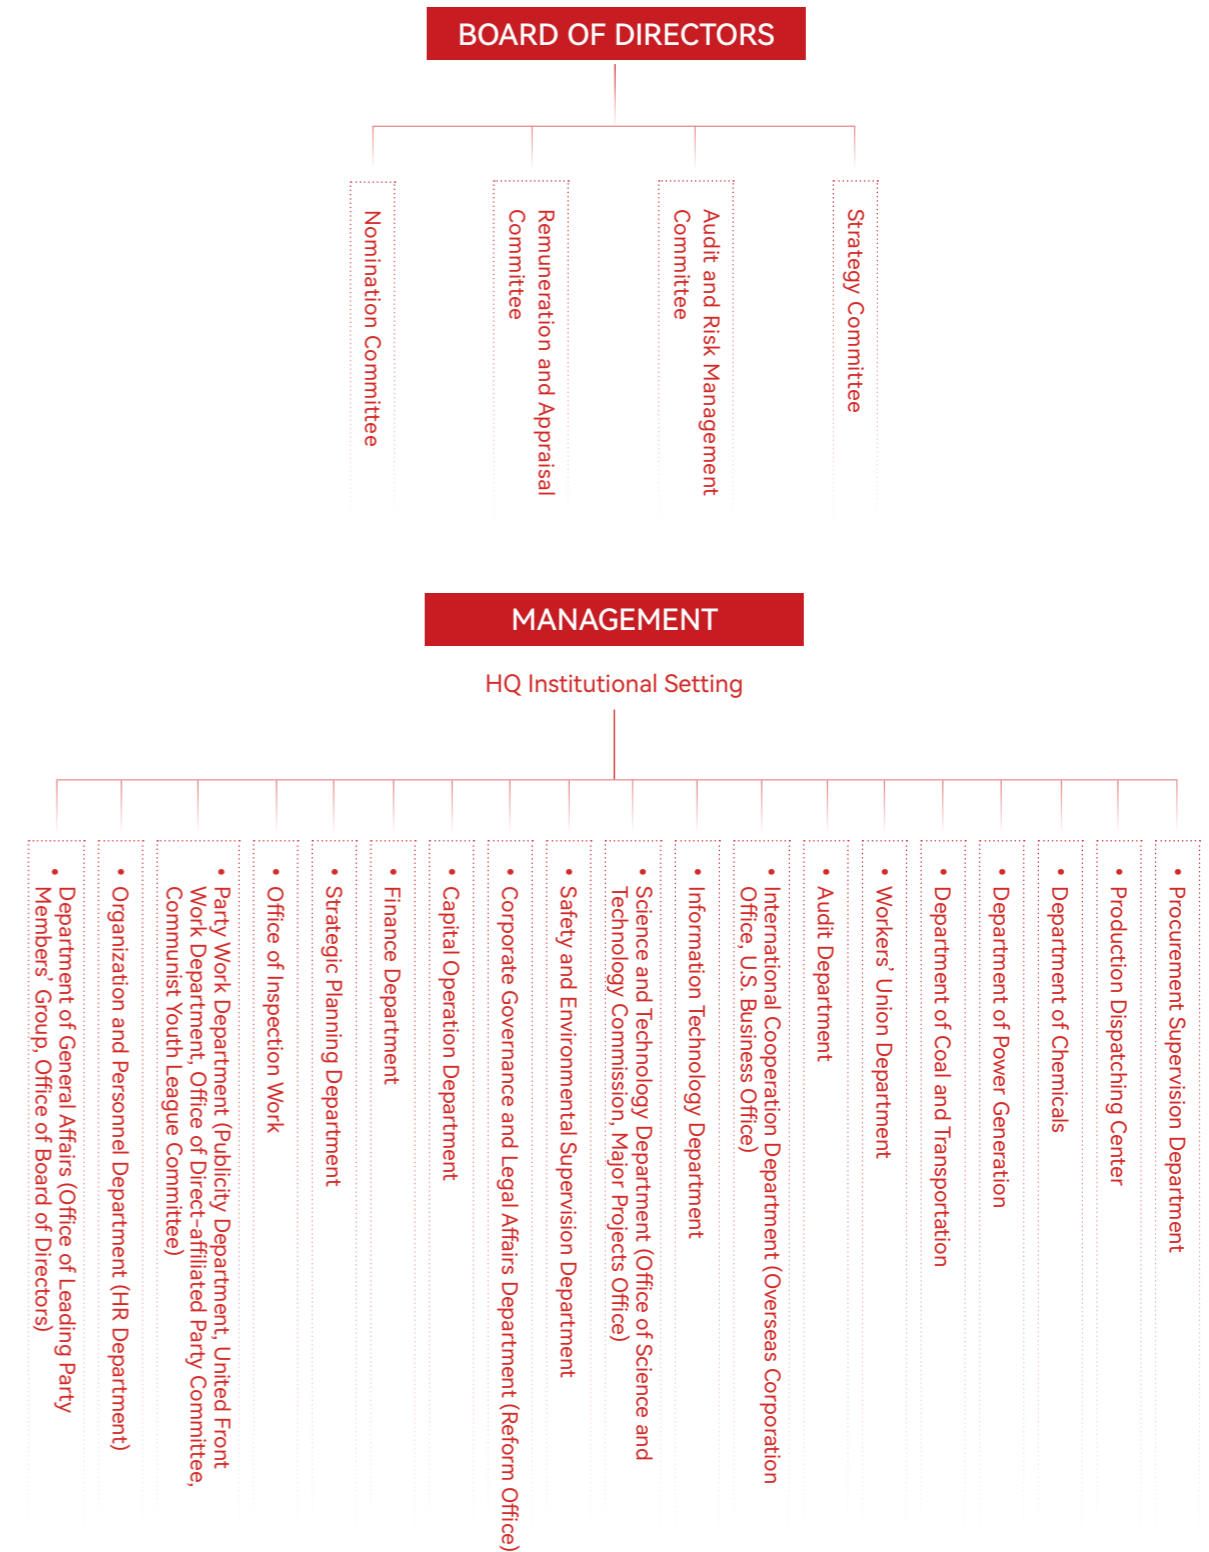 BOARD OF DIRECTORS
Nomination Committee
Remuneration and Appraisal
Committee
Audit and Risk Management
Committee
Strategy Committee
MANAGEMENT
HQ Institutional Setting
• Department of General Affairs (Office of Leading Party
Members' Group, Office of Board of Directors)
• Organization and Personnel Department (HR Department)
• Party Work Department (Publicity Department, United Front
Work Department, Office of Direct-affiliated Party Committee,
Communist Youth League Committee)
• Office of Inspection Work
• Strategic Planning Department
• Finance Department
• Capital Operation Department
• Corporate Governance and Legal Affairs Department (Reform Office)
• Safety and Environmental Supervision Department
• Science and Technology Department (Office of Science and
Technology Commission, Major Projects Office)
• Information Technology Department
• International Cooperation Department (Overseas Corporation
Office, U.S. Business Office)
• Audit Department
• Workers' Union Department
• Department of Coal and Transportation
• Department of Power Generation
• Department of Chemicals
• Production Dispatching Center
• Procurement Supervision Department